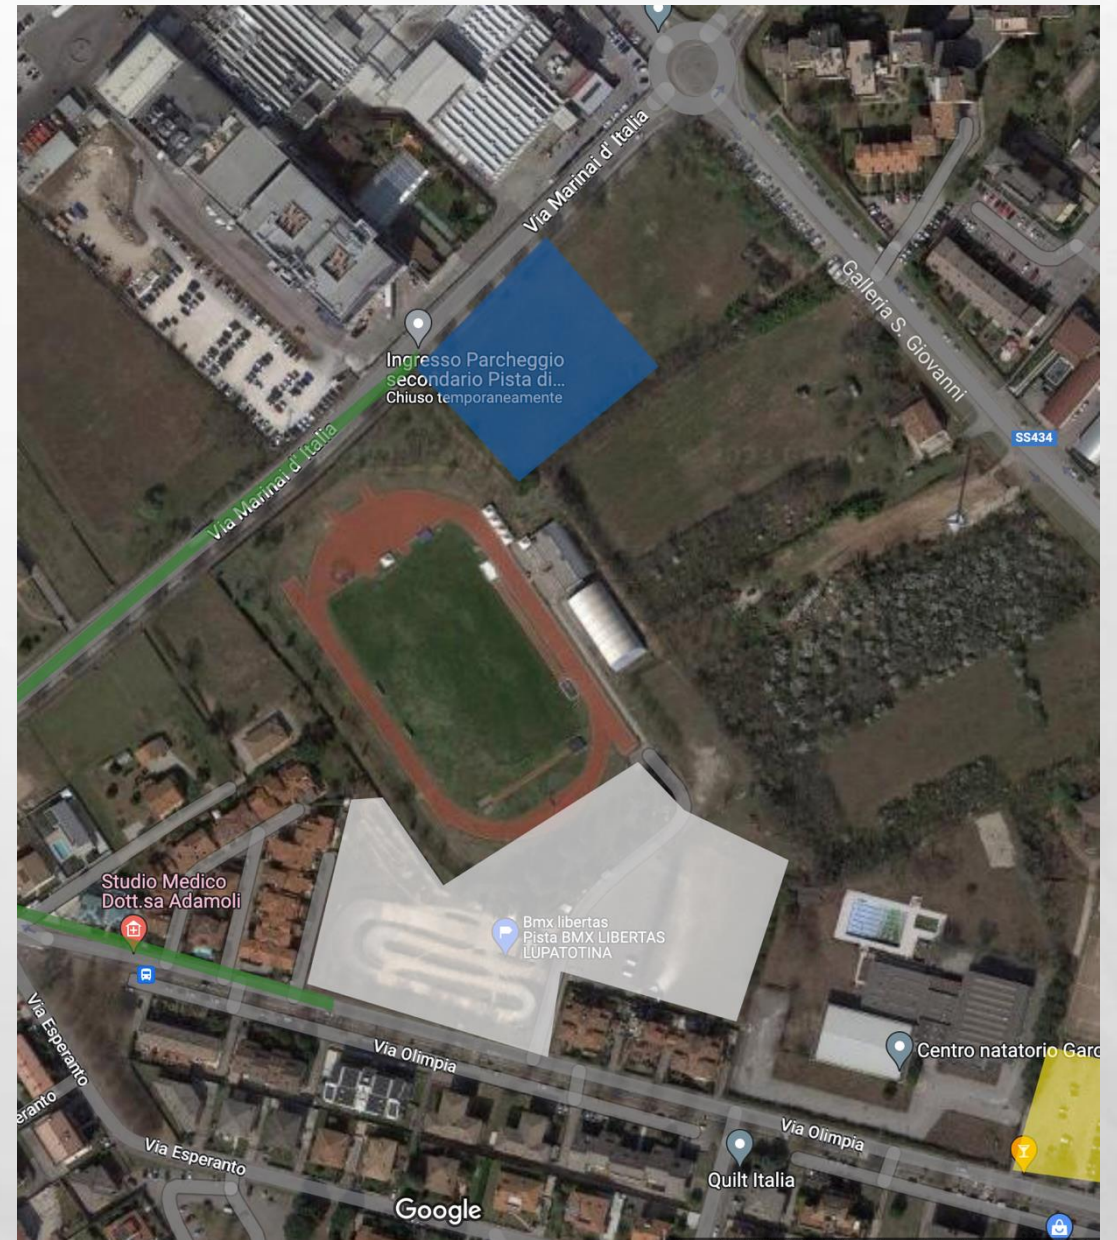 Via Marinai d' Italia
Galleria S. Giovanni
Ingresso Parcheggio
secondario Pista di...
Chiuso temporaneamente
SS434
Via Marinai d' Italia
Studio Medico
Dott.sa Adamoli
Bmx libertas
Pista BMX LIBERTAS
LUPATOTINA
Via Esperanto
Via Olimpia
Centro natatorio Garc
eranto
Via Olimpia
Via Esperanto
Quilt Italia
Google